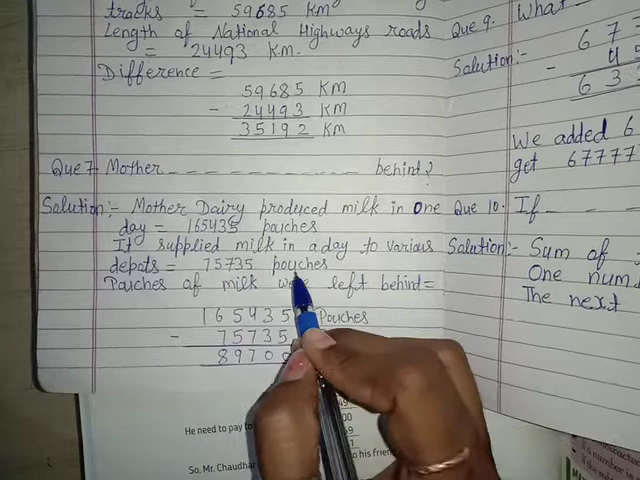 tracks = 59685 Km
Length of National Highways roads
= 24493 KM.
Difference =
59685 KM
- 24493 KM
35192 KM
Que 7 Mother behind?
Solution:- Mother Dairy produced milk in one
day = 165435 pouches
It supplied milk in a day to various
depots = 75735 pouches
Pouches of milk left behind=
165435 Pouches
- 75735
8970
Que 9. What
Solution:- 67
- 4
63
We added 6
get 67777
Que 10. If
Solution:- Sum of
One num
The next
He need to pay
So, Mr. Chaudhar
o his frien